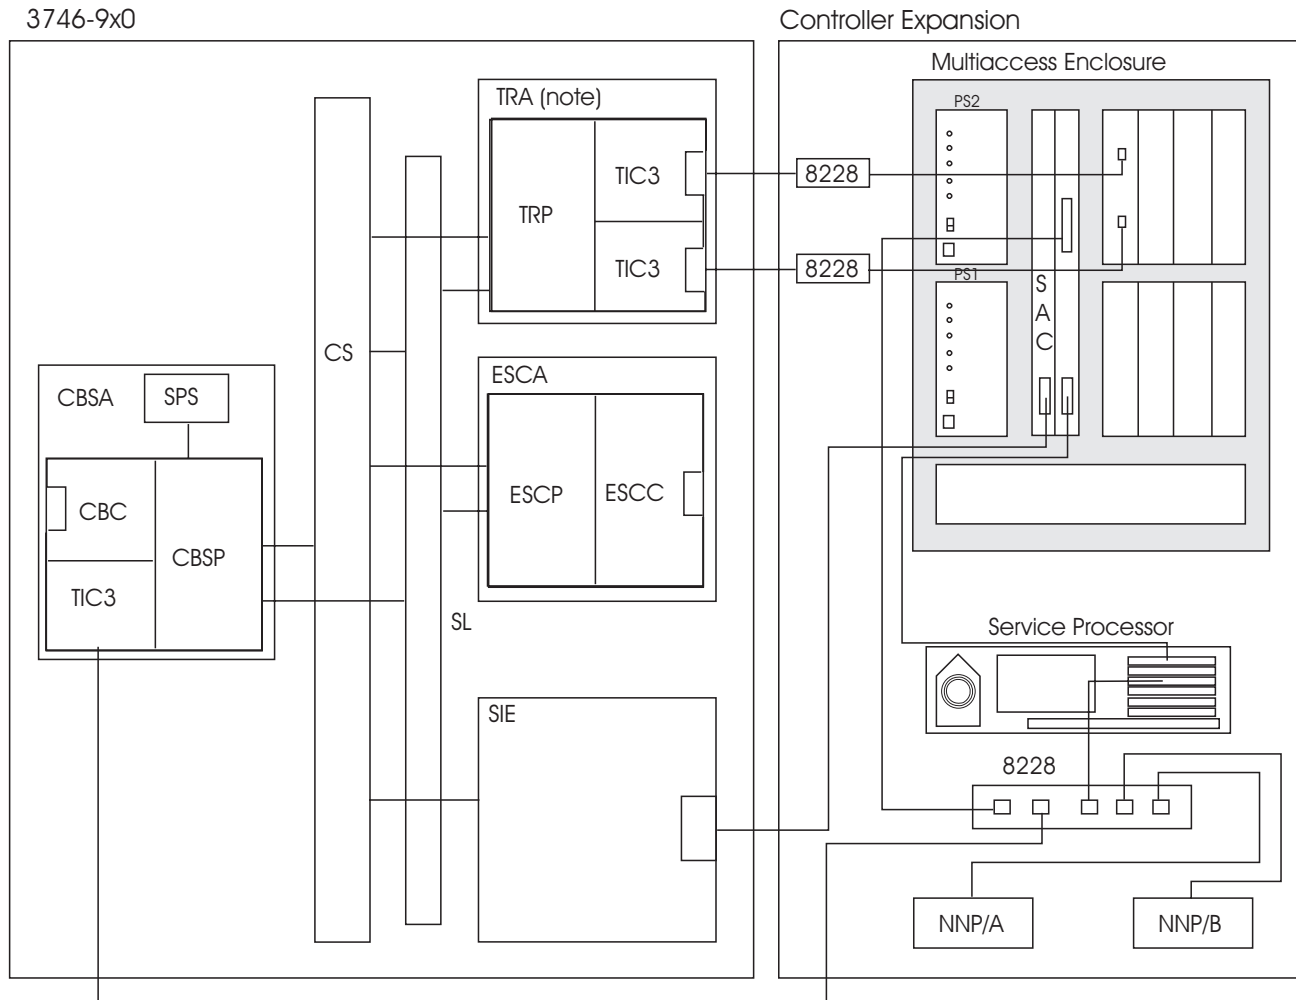 3746-9x0
Controller Expansion
Multiaccess Enclosure
TRA (note)
PS2
TIC3
8228
TRP
TIC3
8228
PS1
S
A
C
CS
ESCA
CBSA
SPS
ESCP
ESCC
CBC
CBSP
TIC3
SL
Service Processor
SIE
8228
NNP/A
NNP/B